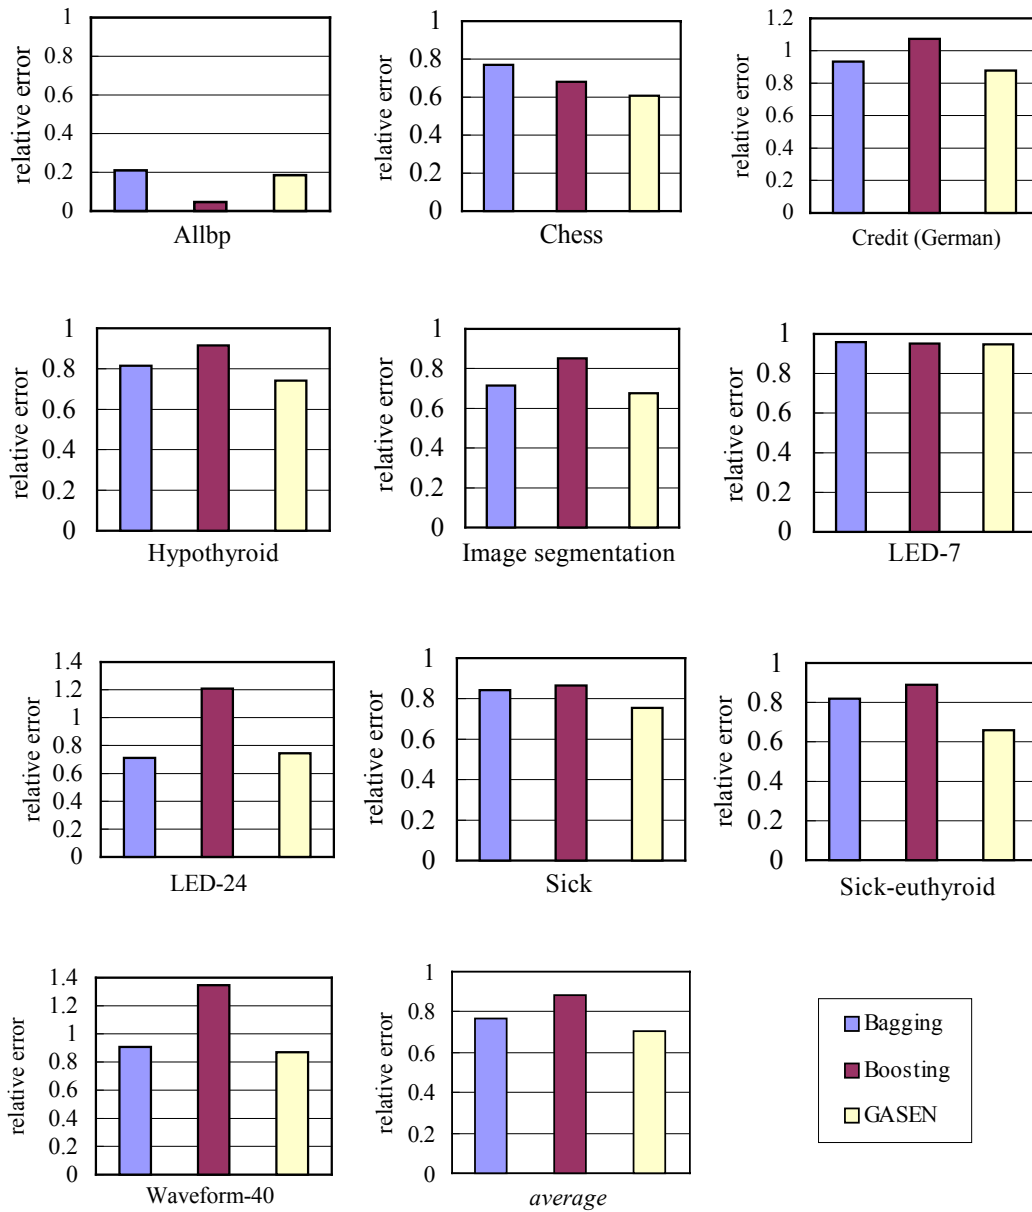 1
0.8
0.6
0.4
0.2
0
relative error
Allbp
1
0.8
0.6
0.4
0.2
0
relative error
Chess
1.2
1
0.8
0.6
0.4
0.2
0
relative error
Credit (German)
1
0.8
0.6
0.4
0.2
0
relative error
Hypothyroid
1
0.8
0.6
0.4
0.2
0
relative error
Image segmentation
1
0.8
0.6
0.4
0.2
0
relative error
LED-7
1.4
1.2
1
0.8
0.6
0.4
0.2
0
relative error
LED-24
1
0.8
0.6
0.4
0.2
0
relative error
Sick
1
0.8
0.6
0.4
0.2
0
relative error
Sick-euthyroid
1.4
1.2
1
0.8
0.6
0.4
0.2
0
relative error
Waveform-40
1
0.8
0.6
0.4
0.2
0
relative error
average
Bagging
Boosting
GASEN